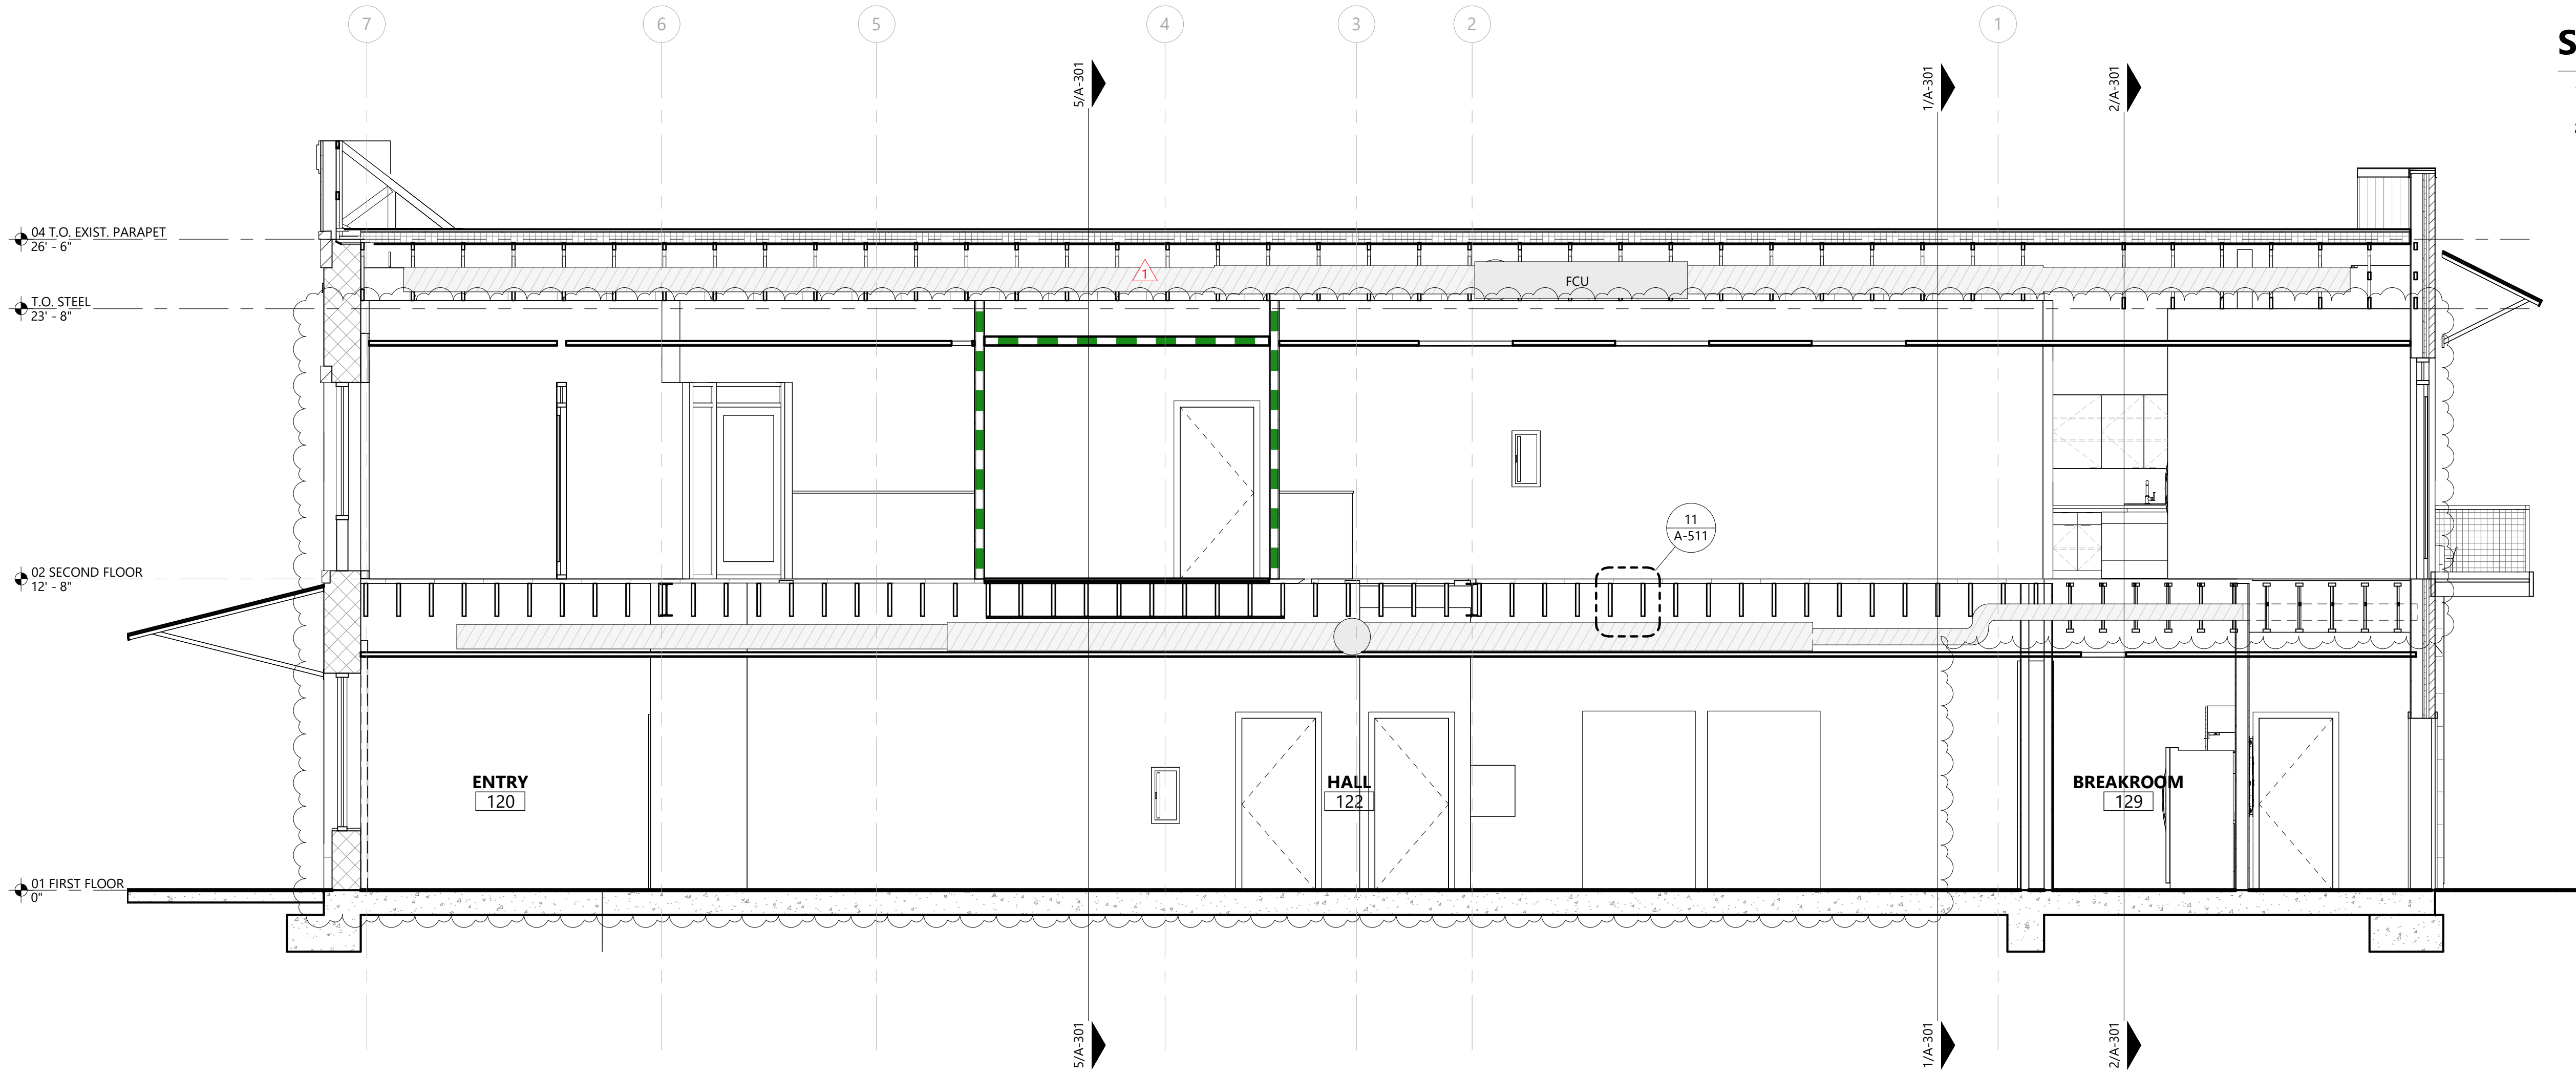 7
6
5
4
3
2
1
S
5/A-301
1/A-301
2/A-301
04 T.O. EXIST. PARAPET
26' - 6"
1
FCU
T.O. STEEL
23' - 8"
11
A-511
02 SECOND FLOOR
12' - 8"
ENTRY
120
HALL
122
BREAKROOM
129
01 FIRST FLOOR
0"
5/A-301
1/A-301
2/A-301